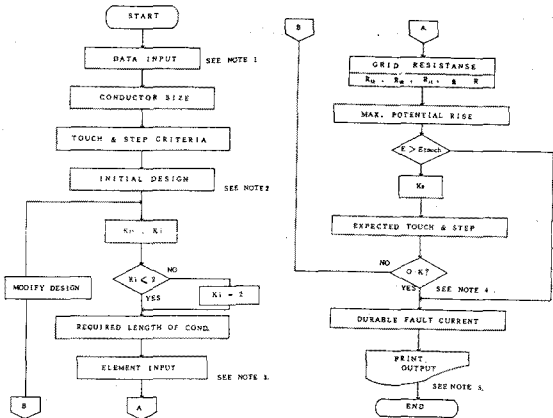 START
DATA INPUT
SEE NOTE 1
CONDUCTOR SIZE
TOUCH & STEP CRITERIA
INITIAL DESIGN
SEE NOTE 2
Ki
Ki < 2
NO
YES
Ki = 2
MODIFY DESIGN
REQUIRED LENGTH OF COND.
ELEMENT INPUT
SEE NOTE 3.
B
A
B
A
GRID RESISTANSE
& R
MAX. POTENTIAL RISE
E > Etouch
Ks
EXPECTED TOUCH & STEP
NO
O.K?
YES
SEE NOTE 4.
DURABLE FAULT CURRENT
PRINT.
OUTPUT
SEE NOTE 5.
END